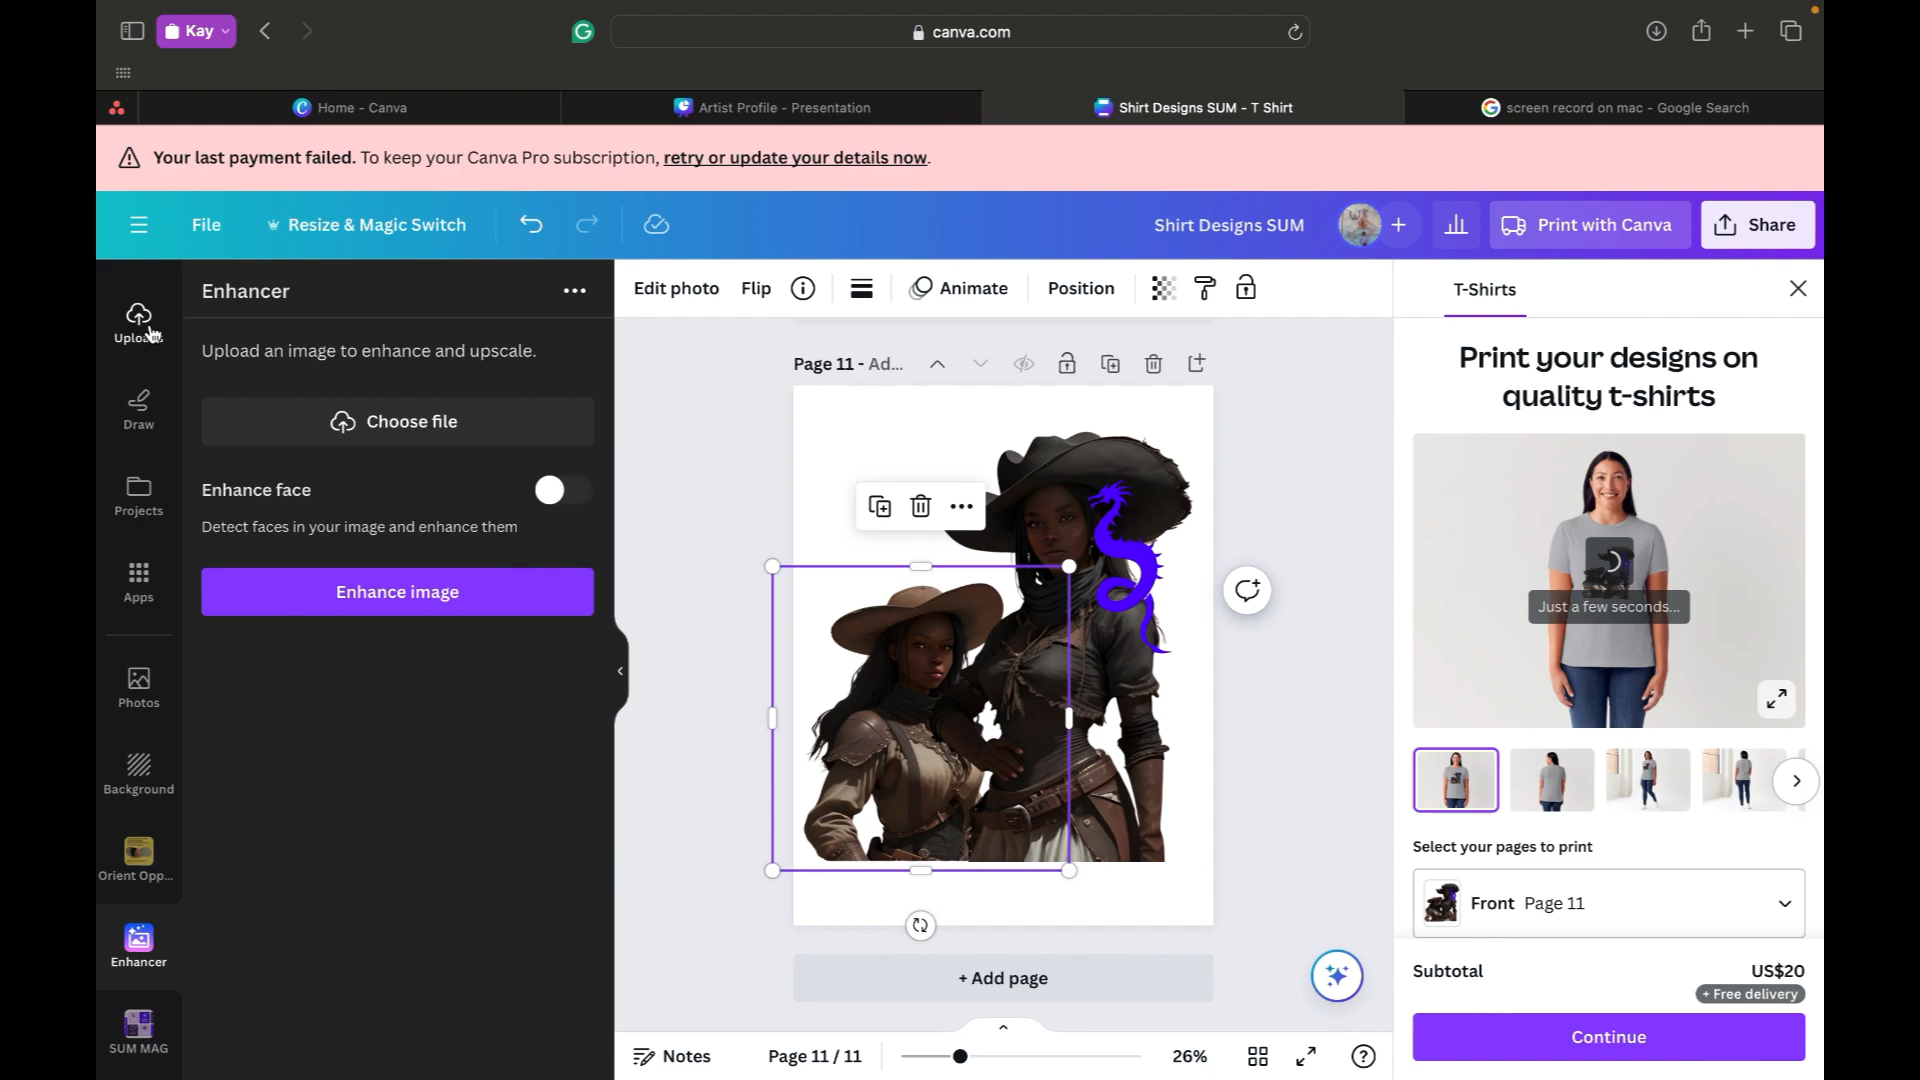 Kay
canva.com
Home - Canva
Artist Profile - Presentation
Shirt Designs SUM - T Shirt
screen record on mac - Google Search
Your last payment failed. To keep your Canva Pro subscription, retry or update your details now.
File
Resize & Magic Switch
Shirt Designs SUM
Print with Canva
Share
Uploads
Draw
Projects
Apps
Photos
Background
Orient Opp...
Enhancer
SUM MAG
Enhancer
Upload an image to enhance and upscale.
Choose file
Enhance face
Detect faces in your image and enhance them
Enhance image
Edit photo
Flip
Animate
Position
Page 11 - Ad...
+ Add page
Notes
Page 11 / 11
26%
T-Shirts
Print your designs on
quality t-shirts
Just a few seconds...
Select your pages to print
Front Page 11
Subtotal
US$20
+ Free delivery
Continue